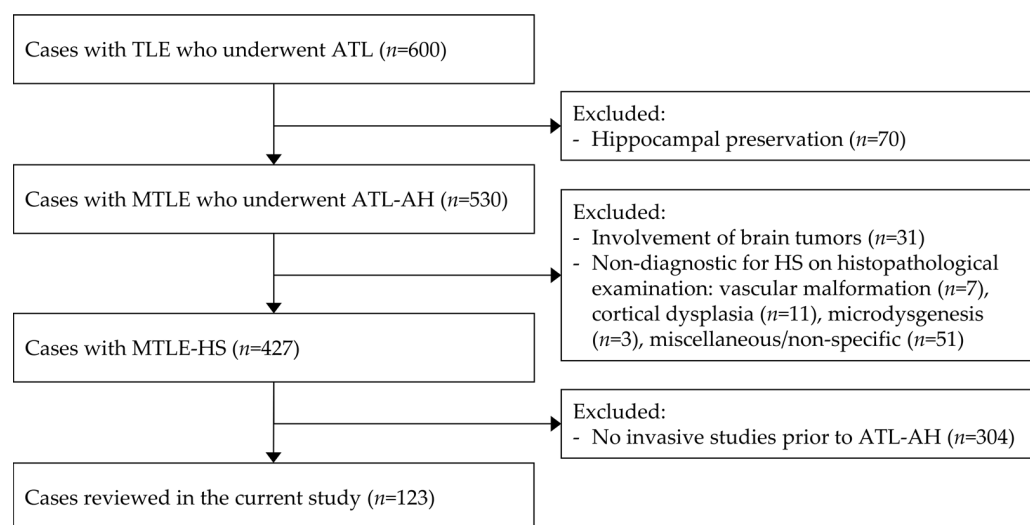 Cases with TLE who underwent ATL (n=600)
Excluded:
- Hippocampal preservation (n=70)
Cases with MTLE who underwent ATL-AH (n=530)
Excluded:
- Involvement of brain tumors (n=31)
- Non-diagnostic for HS on histopathological
examination: vascular malformation (n=7),
cortical dysplasia (n=11), microdysgenesis
(n=3), miscellaneous/non-specific (n=51)
Cases with MTLE-HS (n=427)
Excluded:
- No invasive studies prior to ATL-AH (n=304)
Cases reviewed in the current study (n=123)